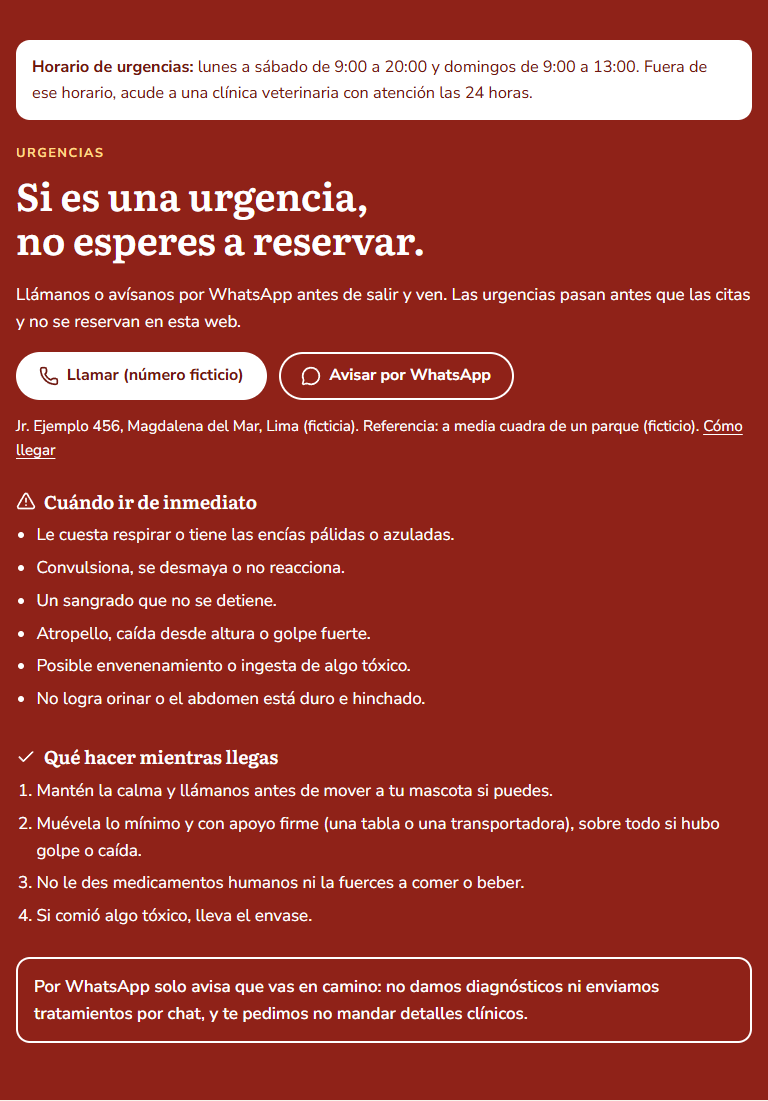 Horario de urgencias: lunes a sábado de 9:00 a 20:00 y domingos de 9:00 a 13:00. Fuera de
ese horario, acude a una clínica veterinaria con atención las 24 horas.
URGENCIAS
Si es una urgencia,
no esperes a reservar.
Llámanos o avísanos por WhatsApp antes de salir y ven. Las urgencias pasan antes que las citas
y no se reservan en esta web.
Llamar (número ficticio)
Avisar por WhatsApp
Jr. Ejemplo 456, Magdalena del Mar, Lima (ficticia). Referencia: a media cuadra de un parque (ficticio). Cómo
llegar
Cuándo ir de inmediato
• Le cuesta respirar o tiene las encías pálidas o azuladas.
• Convulsiona, se desmaya o no reacciona.
• Un sangrado que no se detiene.
• Atropello, caída desde altura o golpe fuerte.
• Posible envenenamiento o ingesta de algo tóxico.
• No logra orinar o el abdomen está duro e hinchado.
Qué hacer mientras llegas
1. Mantén la calma y llámanos antes de mover a tu mascota si puedes.
2. Muévela lo mínimo y con apoyo firme (una tabla o una transportadora), sobre todo si hubo
golpe o caída.
3. No le des medicamentos humanos ni la fuerces a comer o beber.
4. Si comió algo tóxico, lleva el envase.
Por WhatsApp solo avisa que vas en camino: no damos diagnósticos ni enviamos
tratamientos por chat, y te pedimos no mandar detalles clínicos.